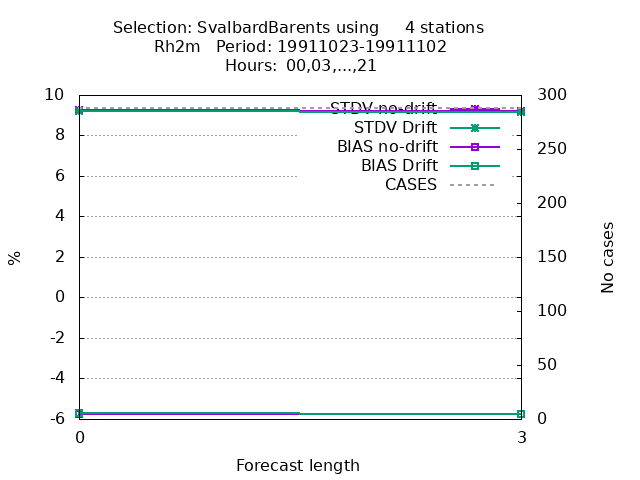 Selection: SvalbardBarents using     4 stations
Rh2m   Period: 19911023-19911102
Hours:  00,03,...,21
10
8
6
4
2
0
-2
-4
-6
%
STDV no-drift
STDV Drift
BIAS no-drift
BIAS Drift
CASES
300
250
200
150
100
50
0
No cases
0
3
Forecast length